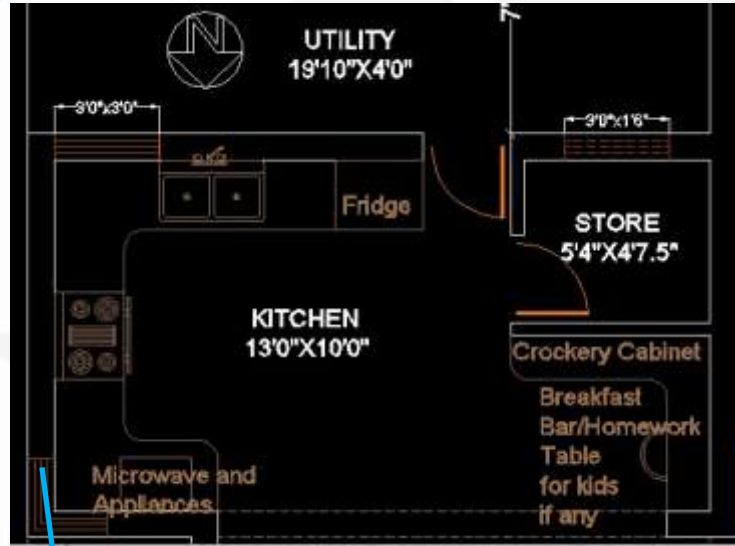 N
7"
UTILITY
19'10"X4'0"
3'0"x3'0"
3'0"x1'6"
Fridge
STORE
5'4"X4'7.5"
KITCHEN
13'0"X10'0"
Crockery Cabinet
Breakfast
Bar/Homework
Table
for kids
if any
Microwave and
Appliances